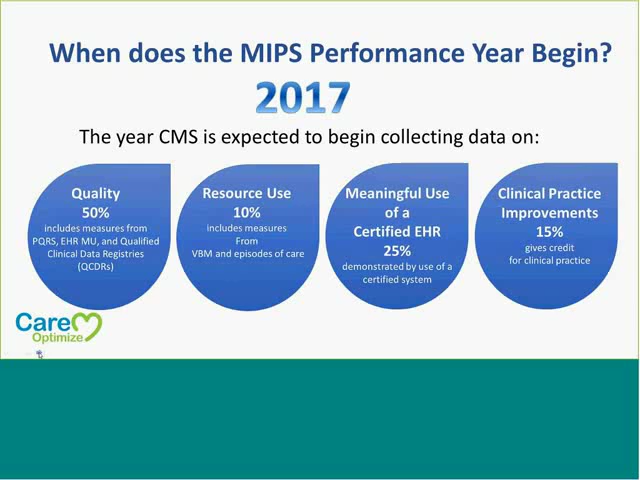 When does the MIPS Performance Year Begin?
2017
The year CMS is expected to begin collecting data on:
Quality
50%
includes measures from
PQRS, EHR MU, and Qualified
Clinical Data Registries
(QCDRs)
Resource Use
10%
includes measures
From
VBM and episodes of care
Meaningful Use
of a
Certified EHR
25%
demonstrated by use of a
certified system
Clinical Practice
Improvements
15%
gives credit
for clinical practice
Care
Optimize